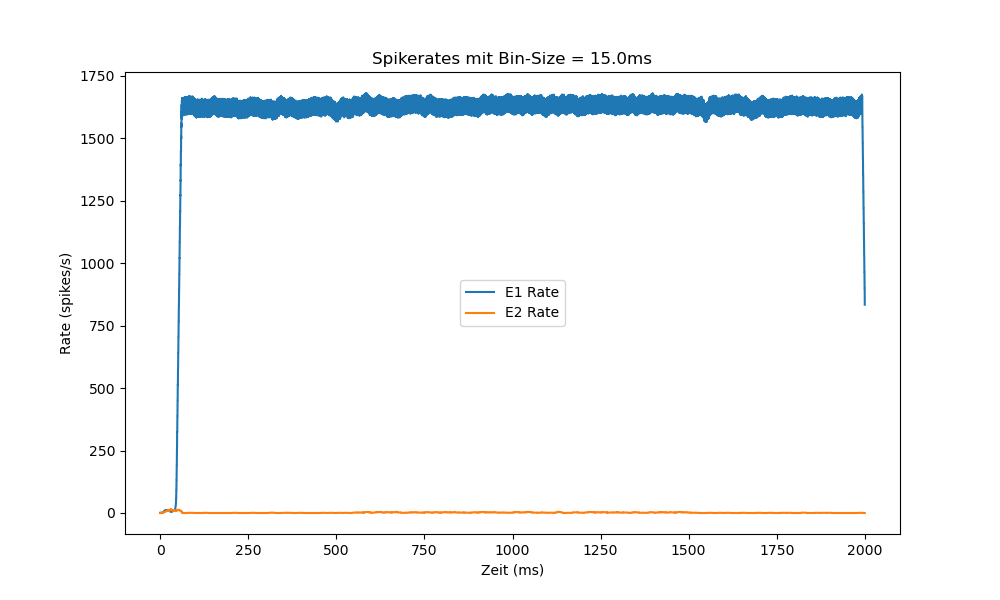 Spikerates mit Bin-Size = 15.0ms
1750
1500
1250
1000
750
500
250
0
Rate (spikes/s)
E1 Rate
E2 Rate
0 250 500 750 1000 1250 1500 1750 2000
Zeit (ms)